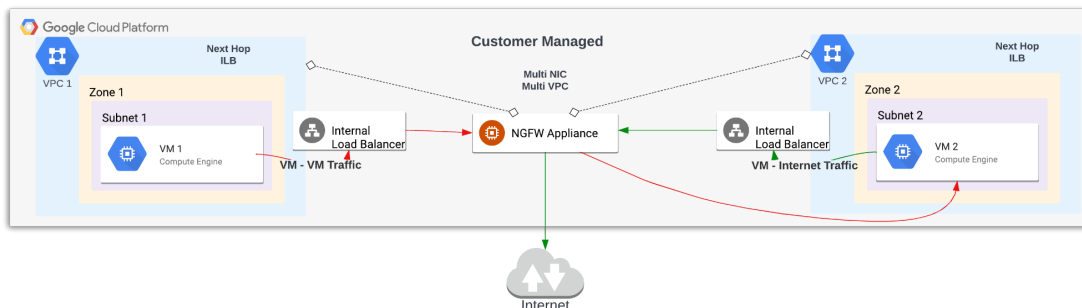 Google Cloud Platform
Customer Managed
Next Hop
ILB
VPC 1
Multi NIC
Multi VPC
Next Hop
ILB
VPC 2
Zone 1
Zone 2
Subnet 1
Subnet 2
VM 1
Compute Engine
Internal
Load Balancer
NGFW Appliance
Internal
Load Balancer
VM 2
Compute Engine
VM - VM Traffic
VM - Internet Traffic
Internet